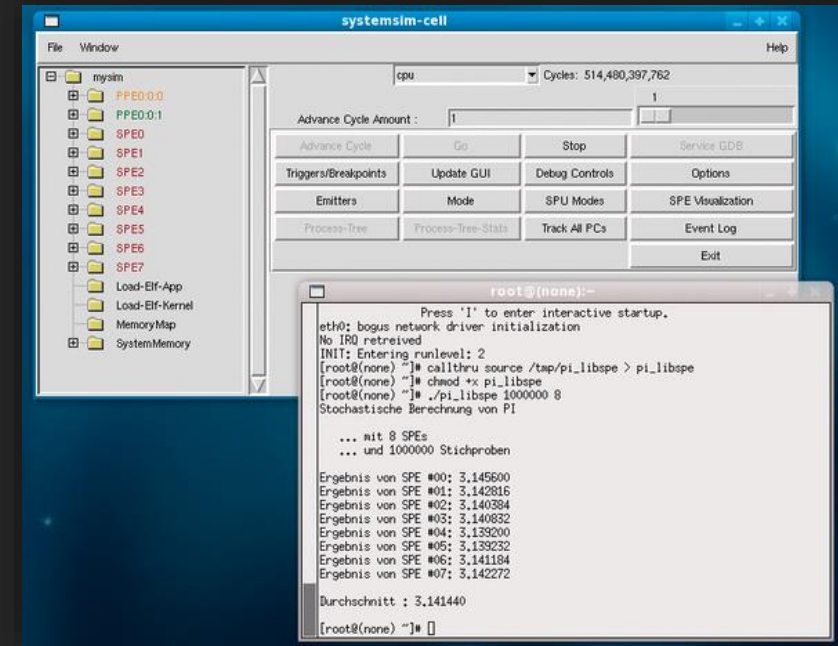 systemsim-cell
File Window Help
mysim
PPE0:0:0
PPE0:0:1
SPE0
SPE1
SPE2
SPE3
SPE4
SPE5
SPE6
SPE7
Load-Elf-App
Load-Elf-Kernel
MemoryMap
SystemMemory
cpu Cycles: 514,480,397,762
1
Advance Cycle Amount : 1
Advance Cycle Go Stop Service GDB
Triggers/Breakpoints Update GUI Debug Controls Options
Emitters Mode SPU Modes SPE Visualization
Process-Tree Process-Tree-Stats Track All PCs Event Log
Exit
root@(none):~
Press 'I' to enter interactive startup.
eth0: bogus network driver initialization
No IRQ retreived
INIT: Entering runlevel: 2
[root@(none) ~]# callthru source /tmp/pi_libspe > pi_libspe
[root@(none) ~]# chmod +x pi_libspe
[root@(none) ~]# ./pi_libspe 1000000 8
Stochastische Berechnung von PI
... mit 8 SPEs
... und 1000000 Stichproben
Ergebnis von SPE #00: 3.145600
Ergebnis von SPE #01: 3.142816
Ergebnis von SPE #02: 3.140384
Ergebnis von SPE #03: 3.140832
Ergebnis von SPE #04: 3.139200
Ergebnis von SPE #05: 3.139232
Ergebnis von SPE #06: 3.141184
Ergebnis von SPE #07: 3.142272
Durchschnitt : 3.141440
[root@(none) ~]#